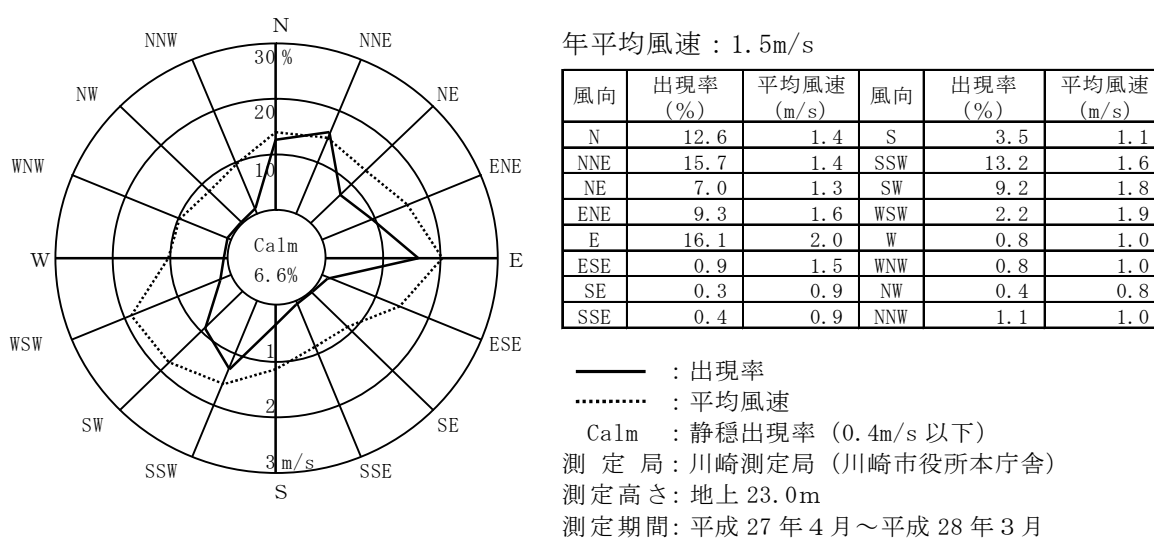 N
NNW
NNE
30%
NW
NE
20
WNW
ENE
10
W
Calm
6.6%
E
WSW
ESE
1
SW
SE
2
SSW
SSE
3 m/s
S
年平均風速：1.5m/s
風向 出現率(%) 平均風速(m/s) 風向 出現率(%) 平均風速(m/s)
N 12.6 1.4 S 3.5 1.1
NNE 15.7 1.4 SSW 13.2 1.6
NE 7.0 1.3 SW 9.2 1.8
ENE 9.3 1.6 WSW 2.2 1.9
E 16.1 2.0 W 0.8 1.0
ESE 0.9 1.5 WNW 0.8 1.0
SE 0.3 0.9 NW 0.4 0.8
SSE 0.4 0.9 NNW 1.1 1.0
：出現率
：平均風速
Calm ：静穏出現率（0.4m/s 以下）
測定局：川崎測定局（川崎市役所本庁舎）
測定高さ：地上 23.0m
測定期間：平成 27 年４月～平成 28 年３月